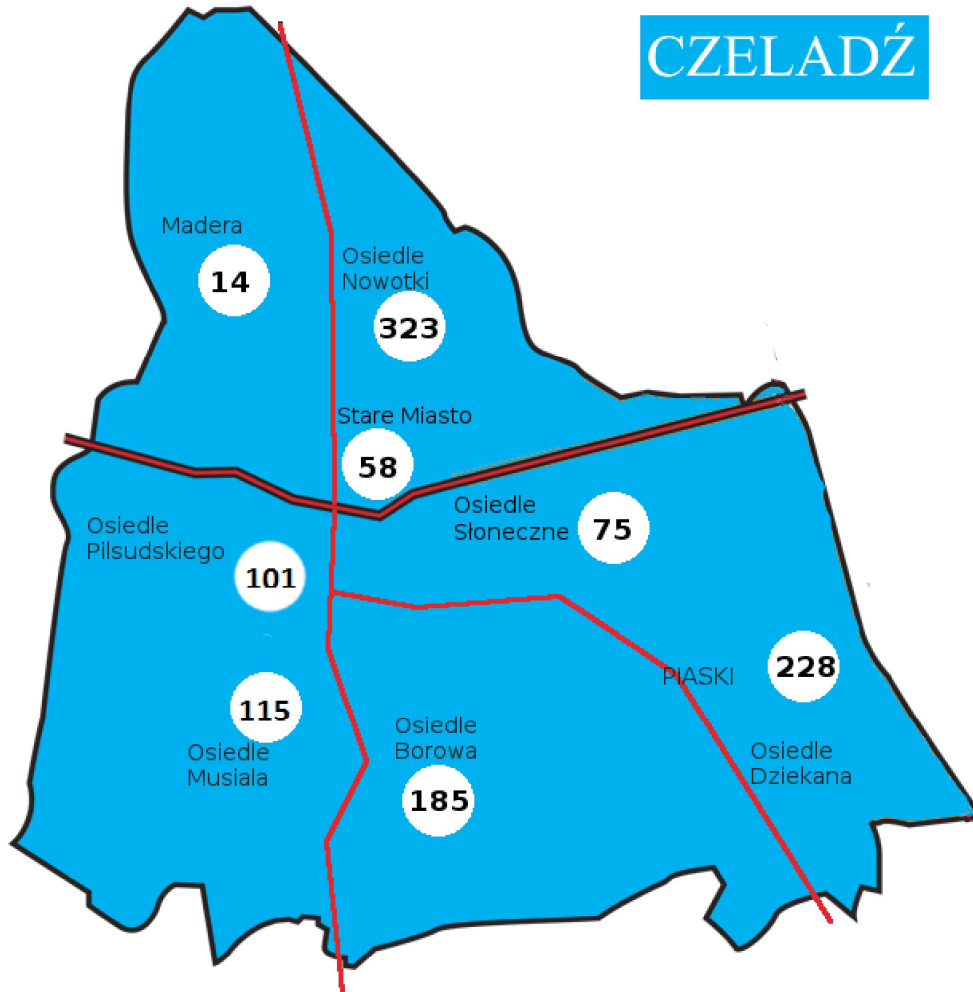 CZELADŹ
Madera
14
Osiedle
Nowotki
323
Stare Miasto
58
Osiedle
Słoneczne
75
Osiedle
Pilsudskiego
101
PIASKI
228
115
Osiedle
Musiala
Osiedle
Borowa
185
Osiedle
Dziekana